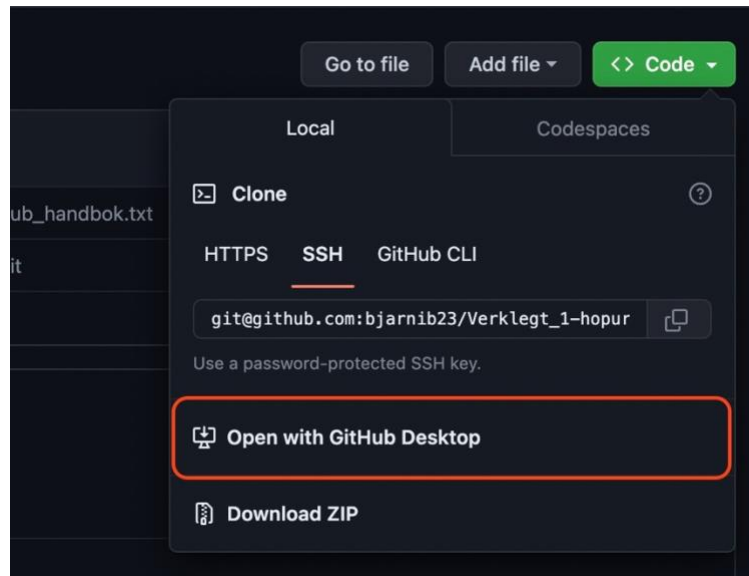 Go to file
Add file
Code
Local
Codespaces
ub_handbok.txt
Clone
it
HTTPS
SSH
GitHub CLI
git@github.com:bjarnib23/Verklegt_1-hopur
Use a password-protected SSH key.
Open with GitHub Desktop
Download ZIP